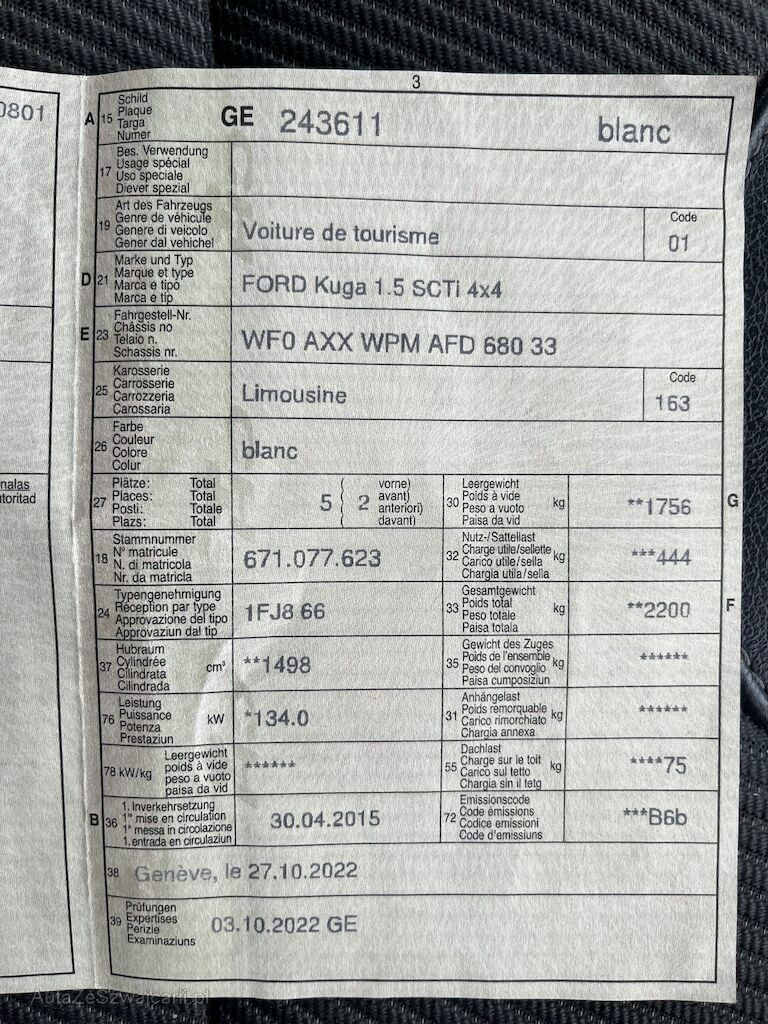 3
0801
A 15 Schild
Plaque
Targa
Numer
GE 243611 blanc
17 Bes. Verwendung
Usage spécial
Uso speciale
Diever spezial
19 Art des Fahrzeugs
Genre de véhicule
Genere di veicolo
Gener dal vehichel
Voiture de tourisme
Code
01
D 21 Marke und Typ
Marque et type
Marca e tipo
Marca e tip
FORD Kuga 1.5 SCTi 4x4
E 23 Fahrgestell-Nr.
Châssis no
Telaio n.
Schassis nr.
WF0 AXX WPM AFD 680 33
25 Karosserie
Carrosserie
Carrozzeria
Carossaria
Limousine
Code
163
26 Farbe
Couleur
Colore
Colur
blanc
nalas
utoritad
27 Plätze: Total
Places: Total
Posti: Totale
Plazs: Total
5 ( 2 vorne)
avant)
anteriori)
davant)
30 Leergewicht
Poids à vide
Peso a vuoto
Paisa da vid
kg
**1756
G
18 Stammnummer
N° matricule
N. di matricola
Nr. da matricla
671.077.623
32 Nutz-/Sattellast
Charge utile/sellette
Carico utile/sella
Chargia utila/sella
kg
***444
24 Typengenehmigung
Réception par type
Approvazione del tipo
Approvaziun dal tip
1FJ8 66
33 Gesamtgewicht
Poids total
Peso totale
Paisa totala
kg
**2200
F
37 Hubraum
Cylindrée
Cilindrata
Cilindrada
cm³
**1498
35 Gewicht des Zuges
Poids de l'ensemble
Peso del convoglio
Paisa cumposiziun
kg
******
76 Leistung
Puissance
Potenza
Prestaziun
kW
*134.0
31 Anhängelast
Poids remorquable
Carico rimorchiato
Chargia annexa
kg
******
78 kW/kg Leergewicht
poids à vide
peso a vuoto
paisa da vid
******
55 Dachlast
Charge sur le toit
Carico sul tetto
Chargia sin il tetg
kg
****75
B 36 1. Inverkehrsetzung
1re mise en circulation
1a messa in circolazione
1. entrada en circulaziun
30.04.2015
72 Emissionscode
Code émissions
Codice emissioni
Code d'emissiuns
***B6b
38 Genève, le 27.10.2022
39 Prüfungen
Expertises
Perizie
Examinaziuns
03.10.2022 GE
AutaZeSzwajcarii.pl